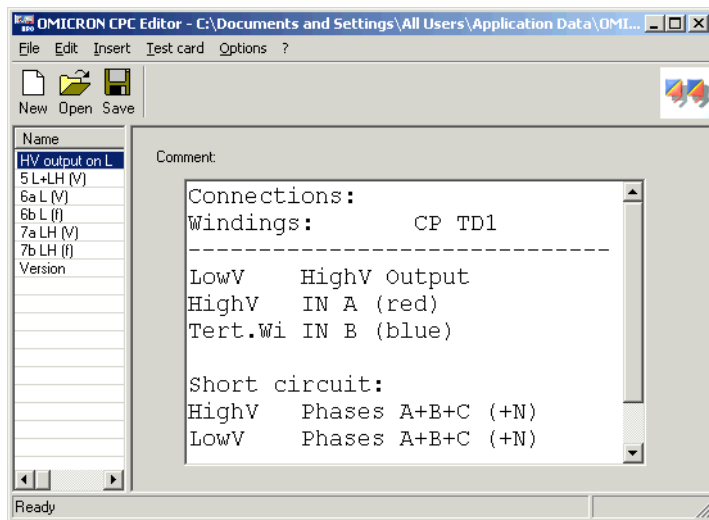 OMICRON CPC Editor - C:\Documents and Settings\All Users\Application Data\OMI...
File Edit Insert Test card Options ?
New Open Save
Name
HV output on L
5 L+LH (V)
6a L (V)
6b L (f)
7a LH (V)
7b LH (f)
Version
Comment:
Connections:
Windings: CP TD1
------------------------------
LowV HighV Output
HighV IN A (red)
Tert.Wi IN B (blue)
Short circuit:
HighV Phases A+B+C (+N)
LowV Phases A+B+C (+N)
Ready